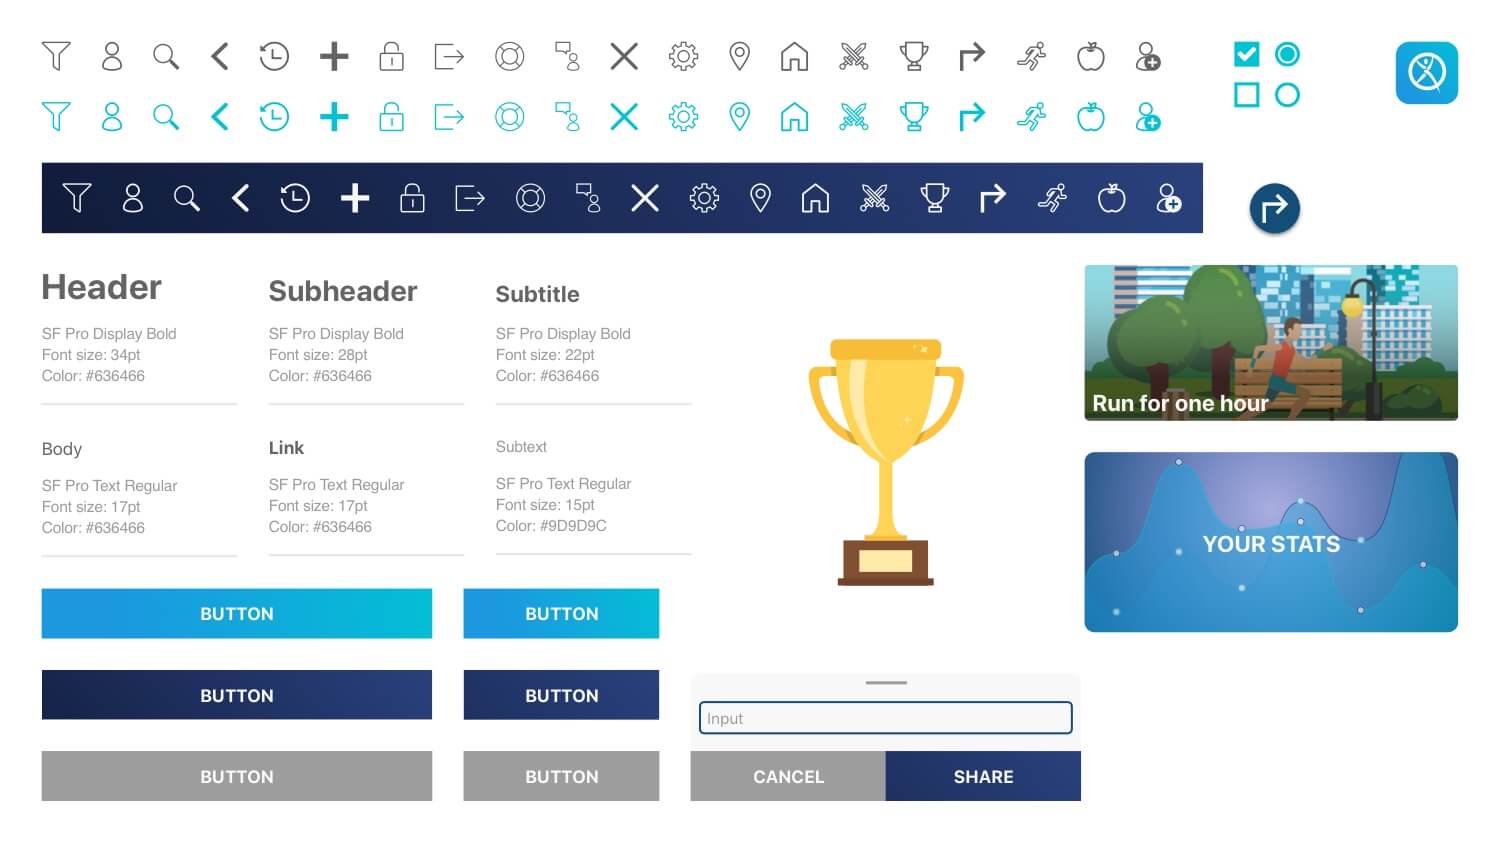 Header
SF Pro Display Bold
Font size: 34pt
Color: #636466
Subheader
SF Pro Display Bold
Font size: 28pt
Color: #636466
Subtitle
SF Pro Display Bold
Font size: 22pt
Color: #636466
Body
SF Pro Text Regular
Font size: 17pt
Color: #636466
Link
SF Pro Text Regular
Font size: 17pt
Color: #636466
Subtext
SF Pro Text Regular
Font size: 15pt
Color: #9D9D9C
Run for one hour
YOUR STATS
BUTTON
BUTTON
BUTTON
BUTTON
BUTTON
BUTTON
Input
CANCEL
SHARE